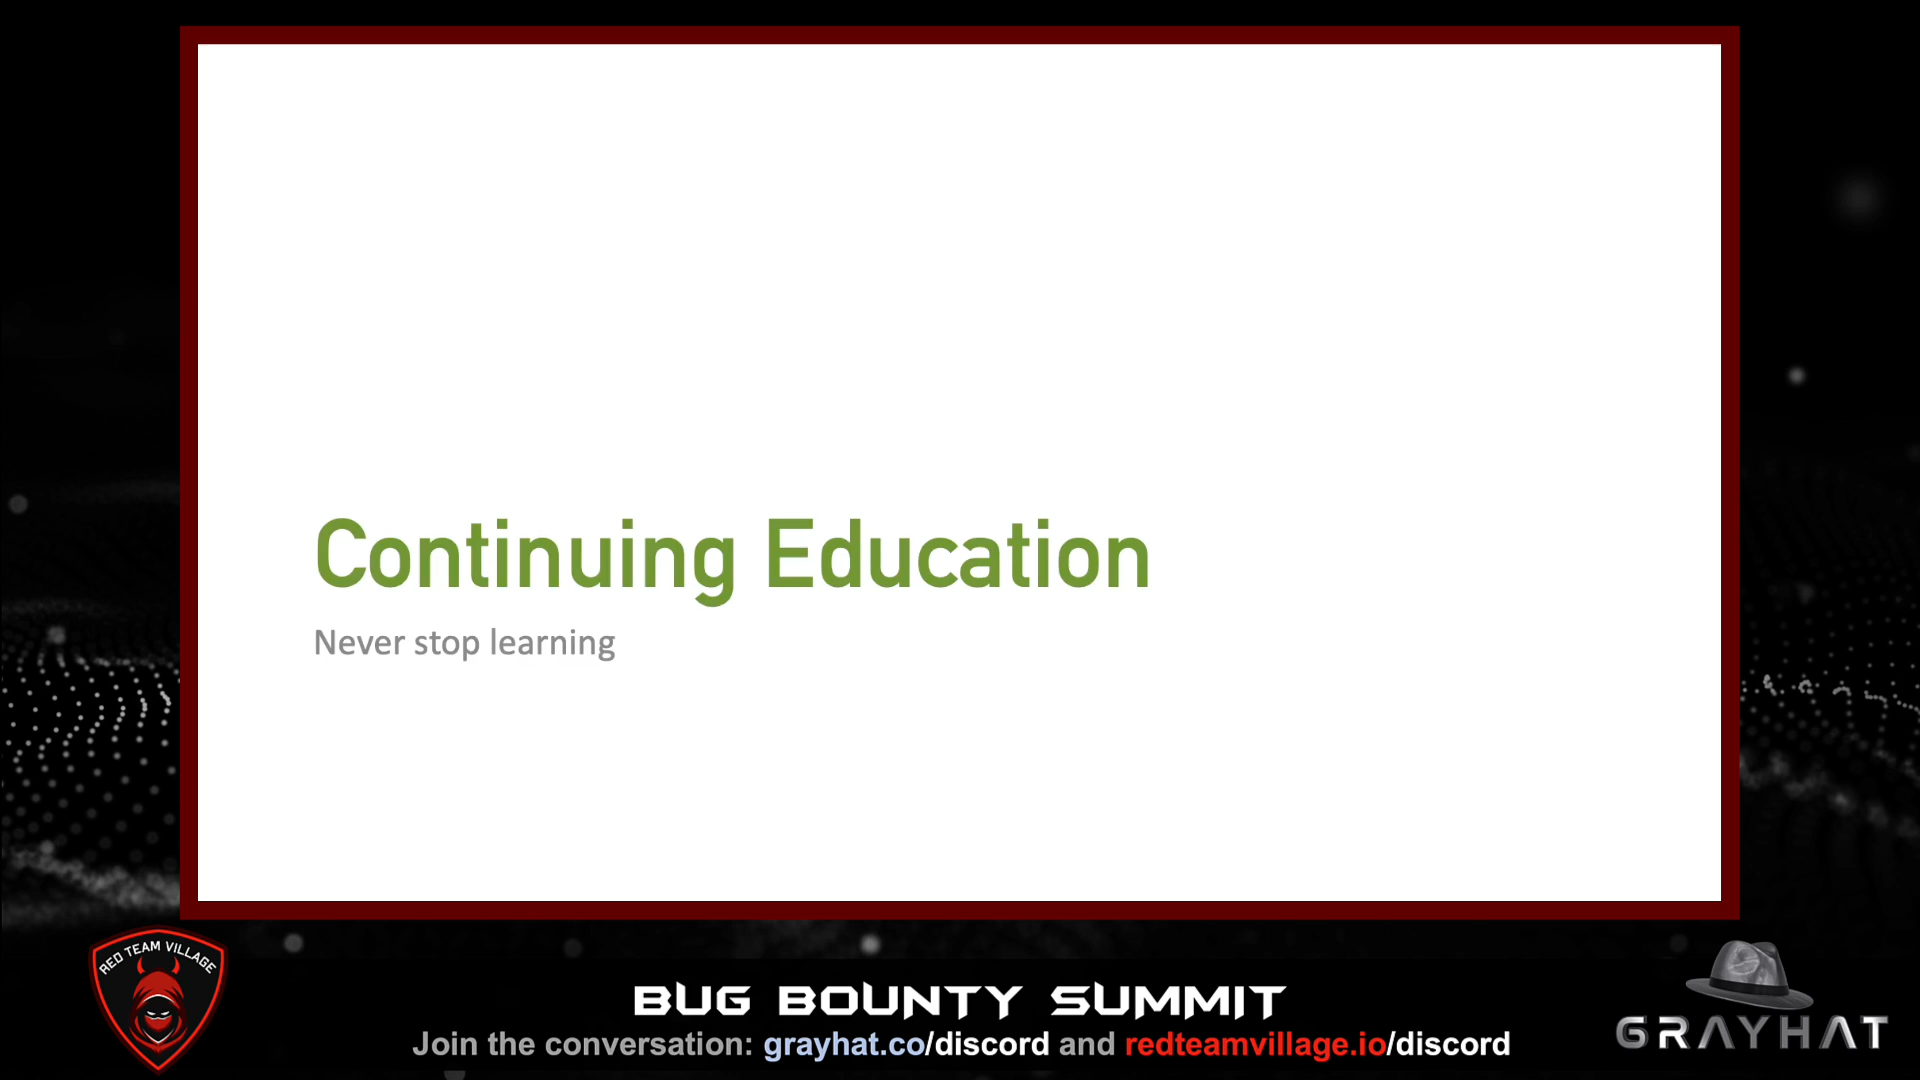 Continuing Education
Never stop learning
RED TEAM VILLAGE
BUG BOUNTY SUMMIT
Join the conversation: grayhat.co/discord and redteamvillage.io/discord
GRAYHAT